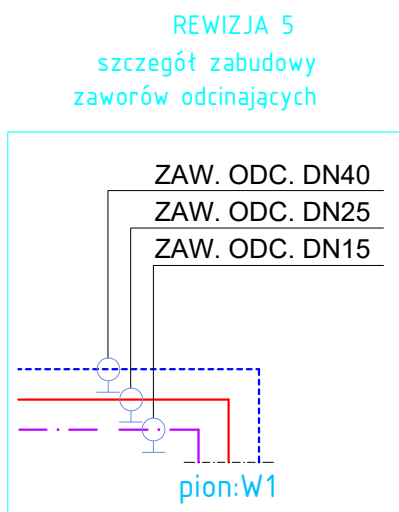 REWIZJA 5
szczegół zabudowy
zaworów odcinających
ZAW. ODC. DN40
ZAW. ODC. DN25
ZAW. ODC. DN15
pion:W1